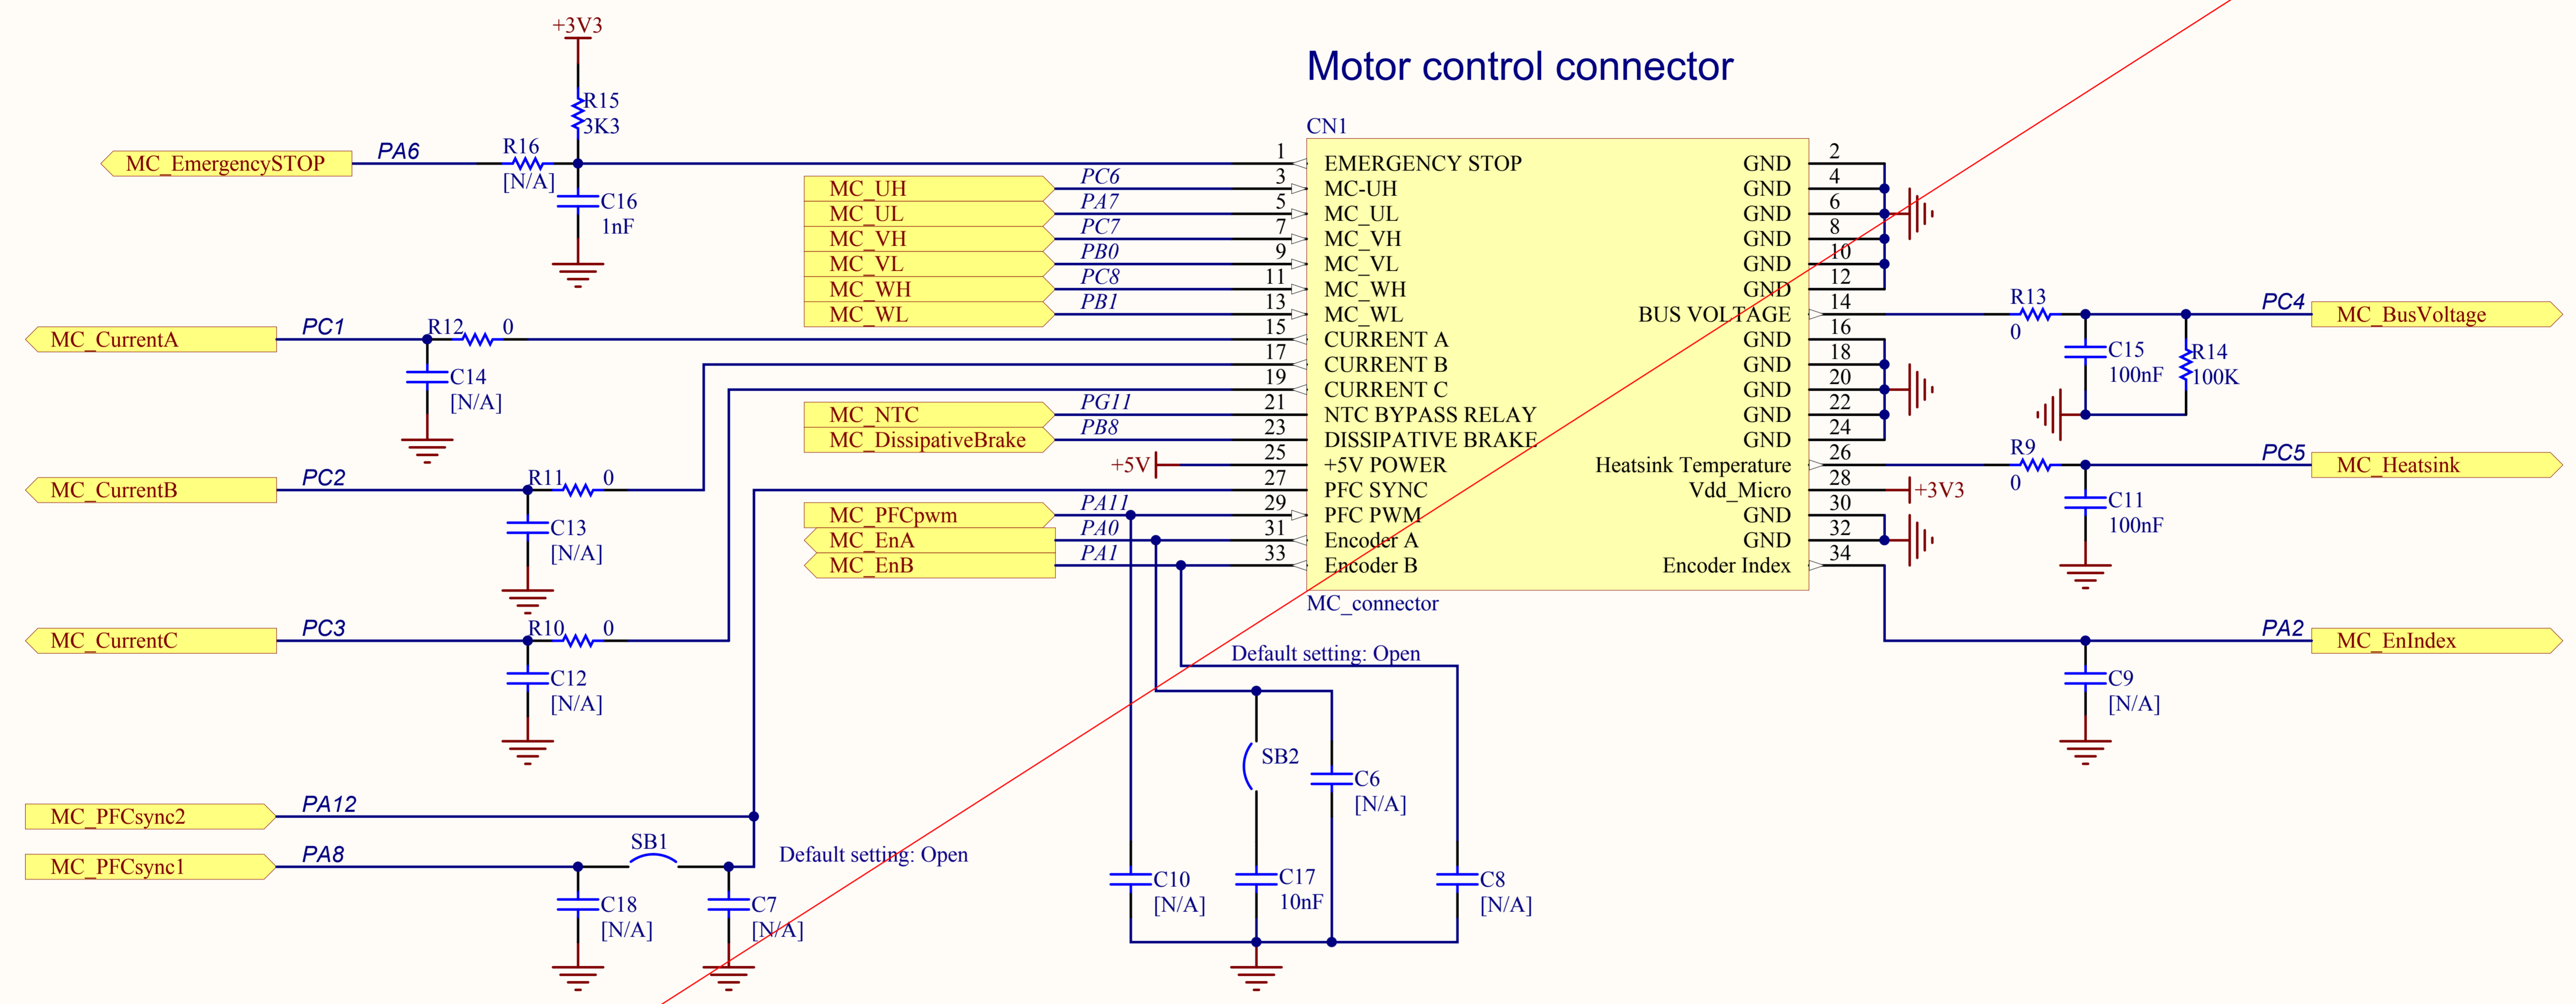 +3V3
Motor control connector
R15
3K3
CN1
MC_EmergencySTOP
PA6
R16
[N/A]
C16
1nF
1 EMERGENCY STOP
MC_UH PC6 3 MC-UH
MC_UL PA7 5 MC_UL
MC_VH PC7 7 MC_VH
MC_VL PB0 9 MC_VL
MC_WH PC8 11 MC_WH
MC_WL PB1 13 MC_WL
15 CURRENT A
17 CURRENT B
19 CURRENT C
MC_NTC PG11 21 NTC BYPASS RELAY
MC_DissipativeBrake PB8 23 DISSIPATIVE BRAKE
+5V 25 +5V POWER
27 PFC SYNC
MC_PFCpwm PA11 29 PFC PWM
MC_EnA PA0 31 Encoder A
MC_EnB PA1 33 Encoder B
GND 2
GND 4
GND 6
GND 8
GND 10
GND 12
BUS VOLTAGE 14
GND 16
GND 18
GND 20
GND 22
GND 24
Heatsink Temperature 26
Vdd_Micro 28 +3V3
GND 30
GND 32
Encoder Index 34
MC_connector
R13
0
PC4
MC_BusVoltage
C15
100nF
R14
100K
R9
0
PC5
MC_Heatsink
C11
100nF
PA2
MC_EnIndex
C9
[N/A]
MC_CurrentA
PC1
R12 0
C14
[N/A]
MC_CurrentB
PC2
R11 0
C13
[N/A]
MC_CurrentC
PC3
R10 0
C12
[N/A]
MC_PFCsync2
PA12
MC_PFCsync1
PA8
SB1
Default setting: Open
C18
[N/A]
C7
[N/A]
Default setting: Open
SB2
C6
[N/A]
C10
[N/A]
C17
10nF
C8
[N/A]